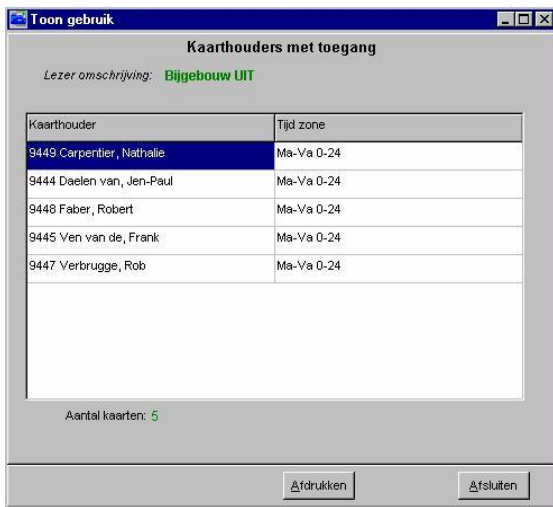 Toon gebruik
Kaarthouders met toegang
Lezer omschrijving: Bijgebouw UIT
Kaarthouder Tijd zone
9449 Carpentier, Nathalie Ma-Va 0-24
9444 Daelen van, Jen-Paul Ma-Va 0-24
9448 Faber, Robert Ma-Va 0-24
9445 Ven van de, Frank Ma-Va 0-24
9447 Verbrugge, Rob Ma-Va 0-24
Aantal kaarten: 5
Afdrukken Afsluiten